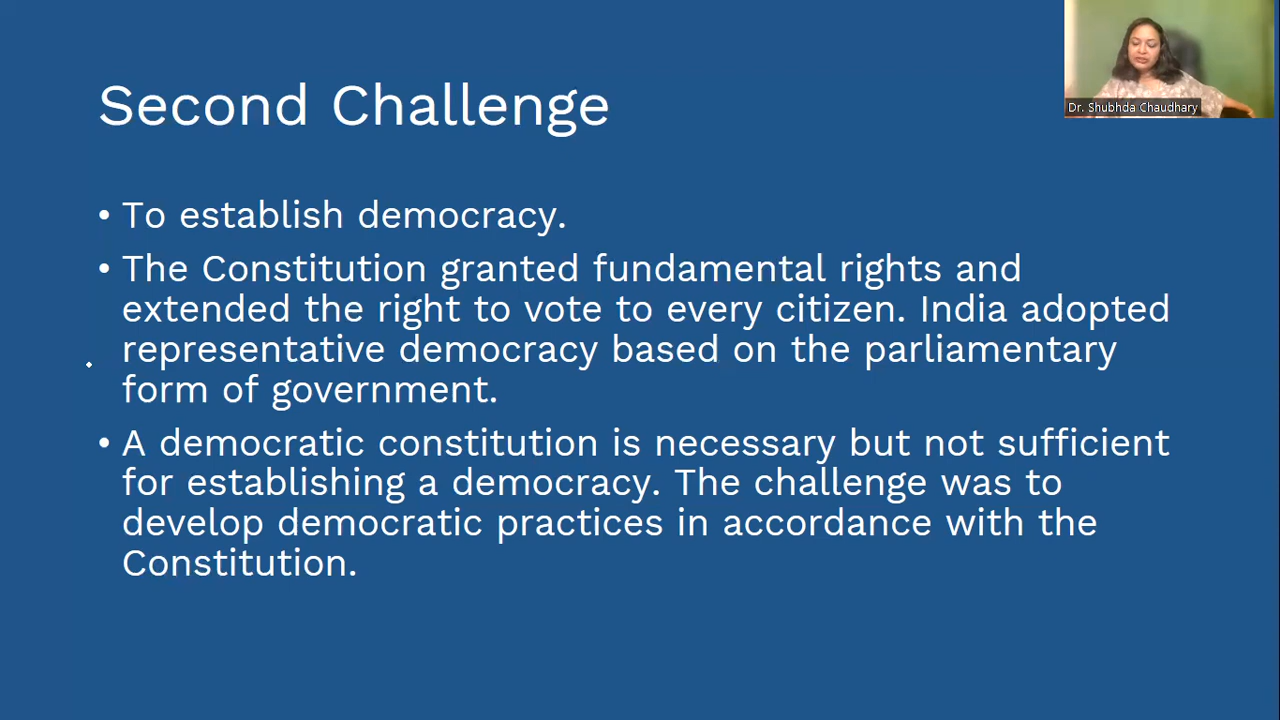 Second Challenge
Dr. Shubhda Chaudhary
• To establish democracy.
• The Constitution granted fundamental rights and
extended the right to vote to every citizen. India adopted
representative democracy based on the parliamentary
form of government.
• A democratic constitution is necessary but not sufficient
for establishing a democracy. The challenge was to
develop democratic practices in accordance with the
Constitution.